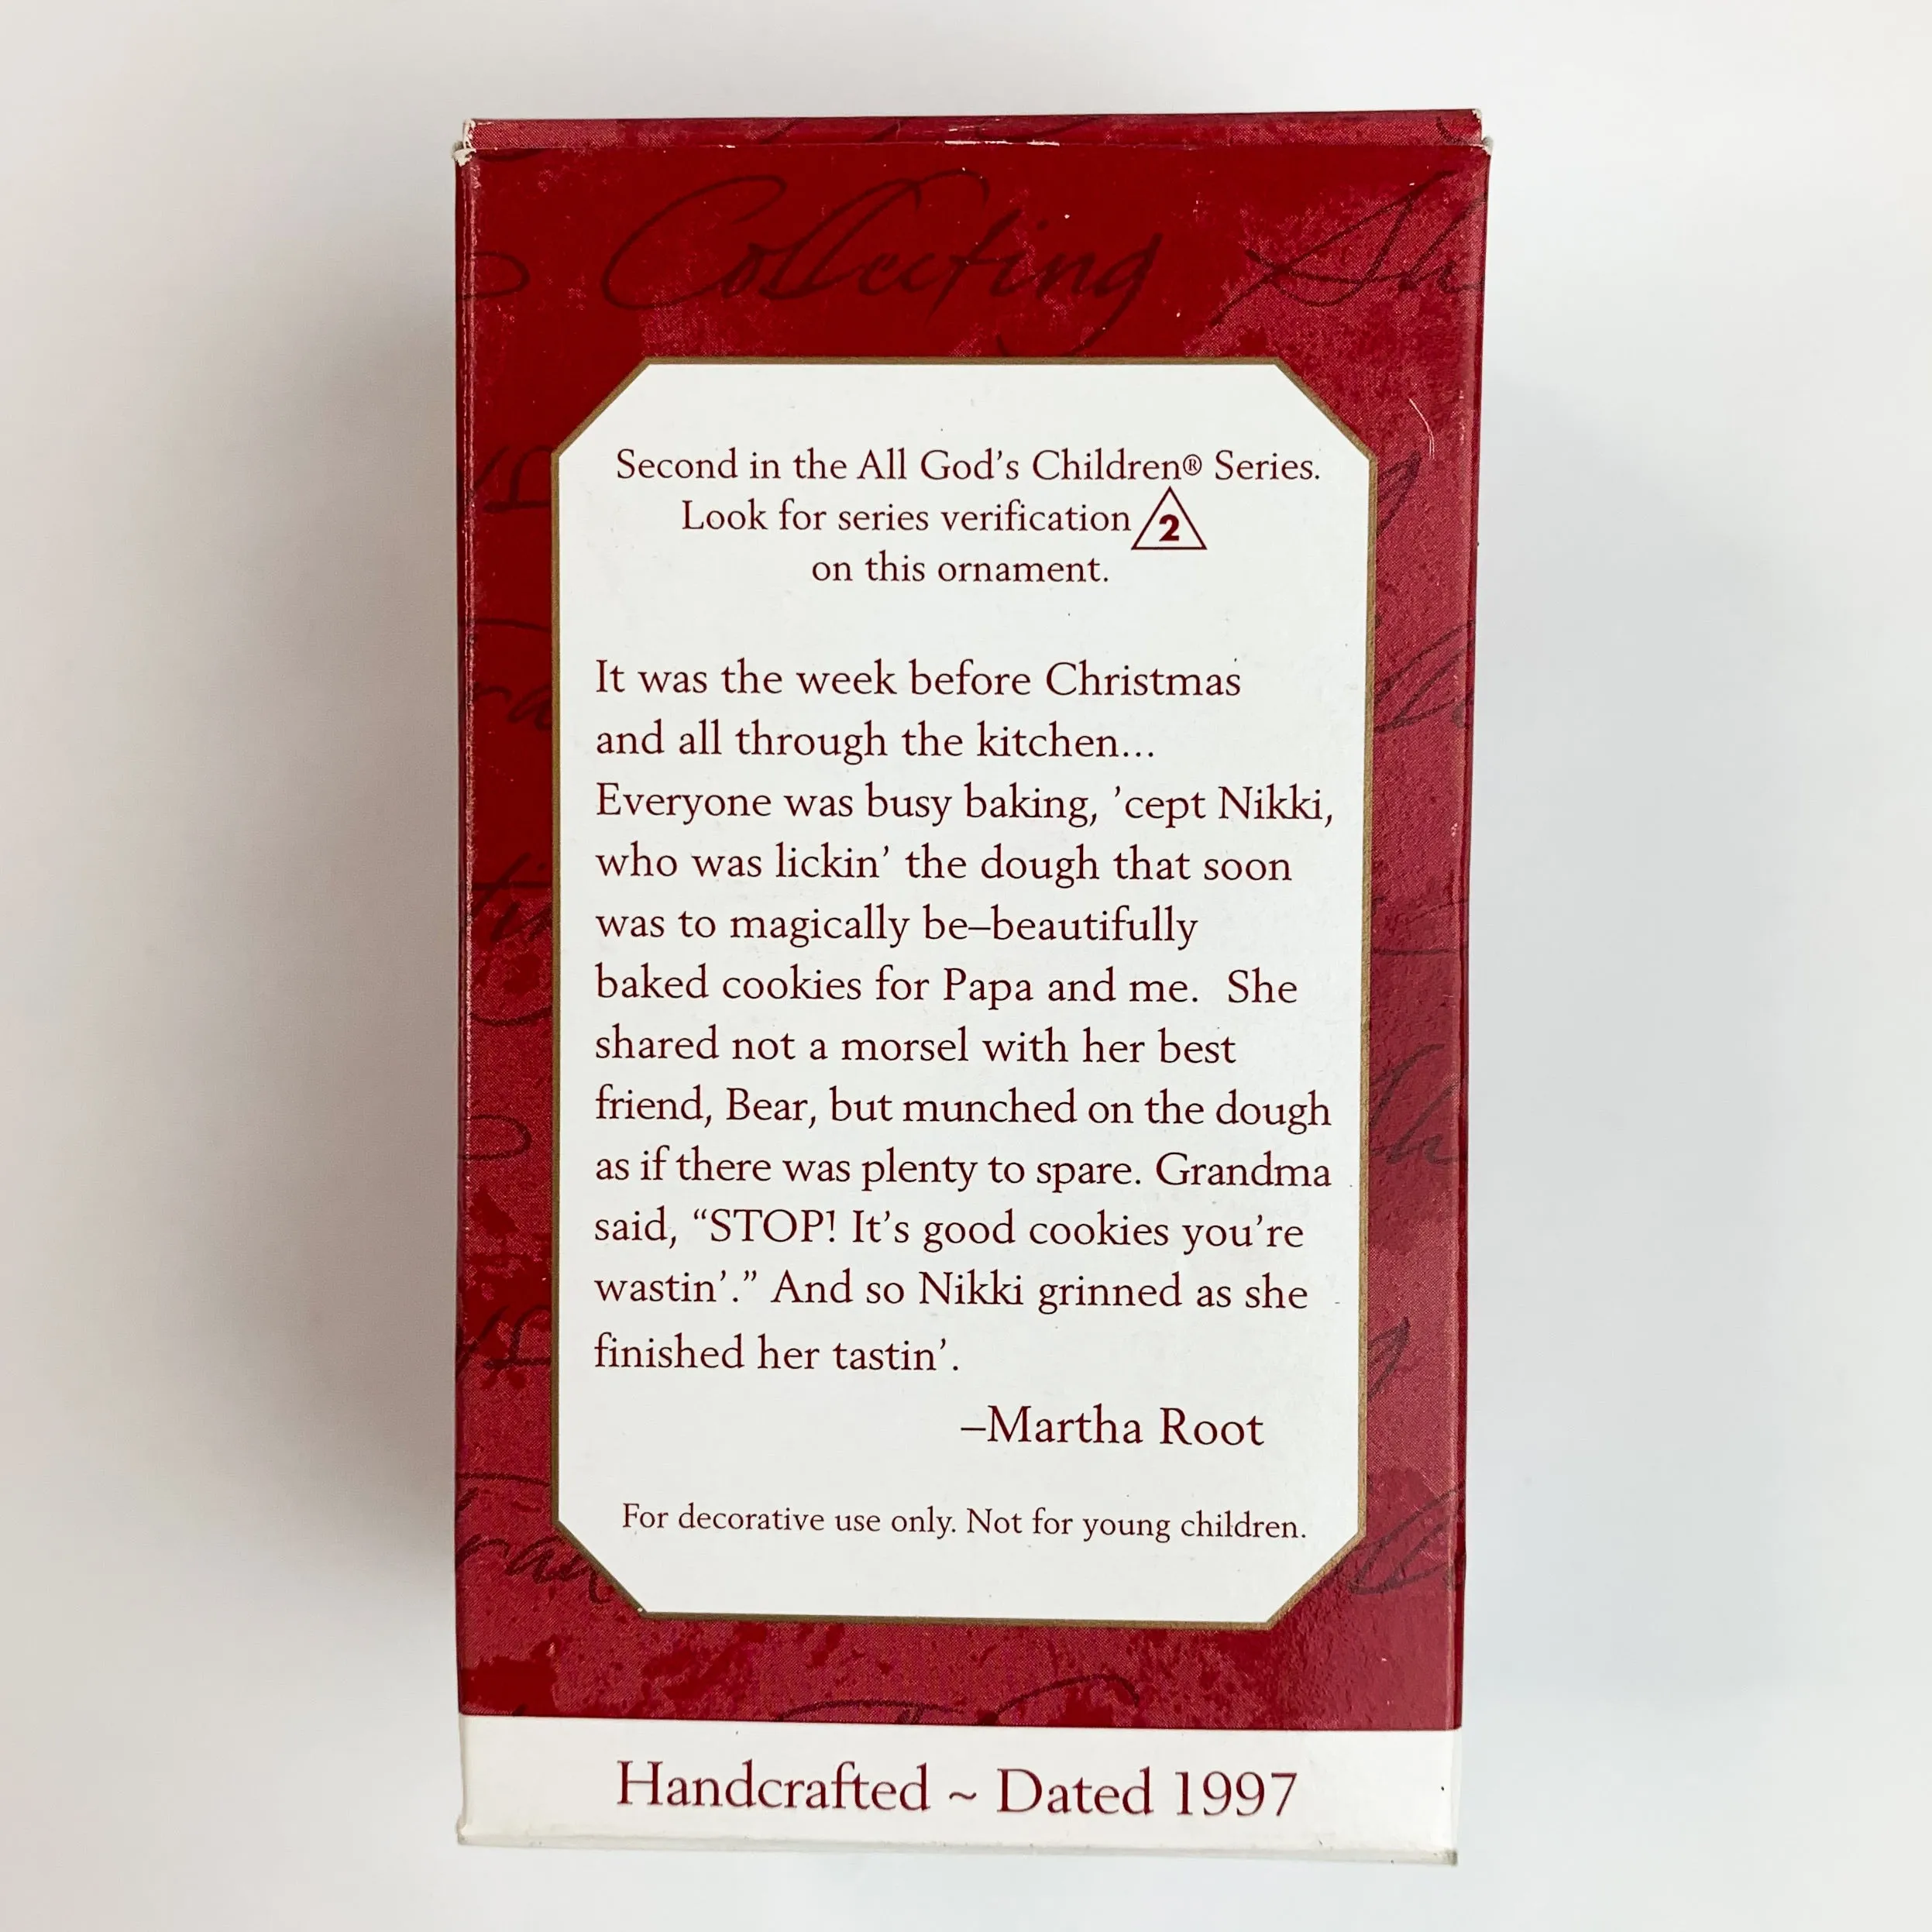 Collecting
Second in the All God's Children® Series.
Look for series verification 2
on this ornament.
It was the week before Christmas
and all through the kitchen...
Everyone was busy baking, ’cept Nikki,
who was lickin’ the dough that soon
was to magically be–beautifully
baked cookies for Papa and me. She
shared not a morsel with her best
friend, Bear, but munched on the dough
as if there was plenty to spare. Grandma
said, “STOP! It’s good cookies you’re
wastin’.” And so Nikki grinned as she
finished her tastin’.
–Martha Root
For decorative use only. Not for young children.
Handcrafted ~ Dated 1997